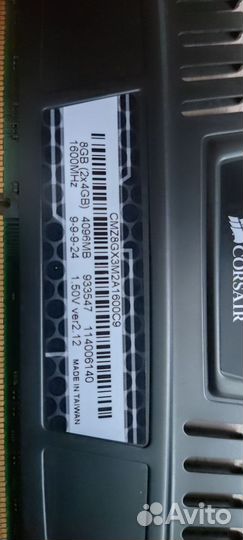 CMZ8GX3M2A1600C9
8GB (2x4GB) 4096MB 933547 114006140
1600MHz 9-9-9-24 1.50V ver2.12 MADE IN TAIWAN
CORSAIR
Avito